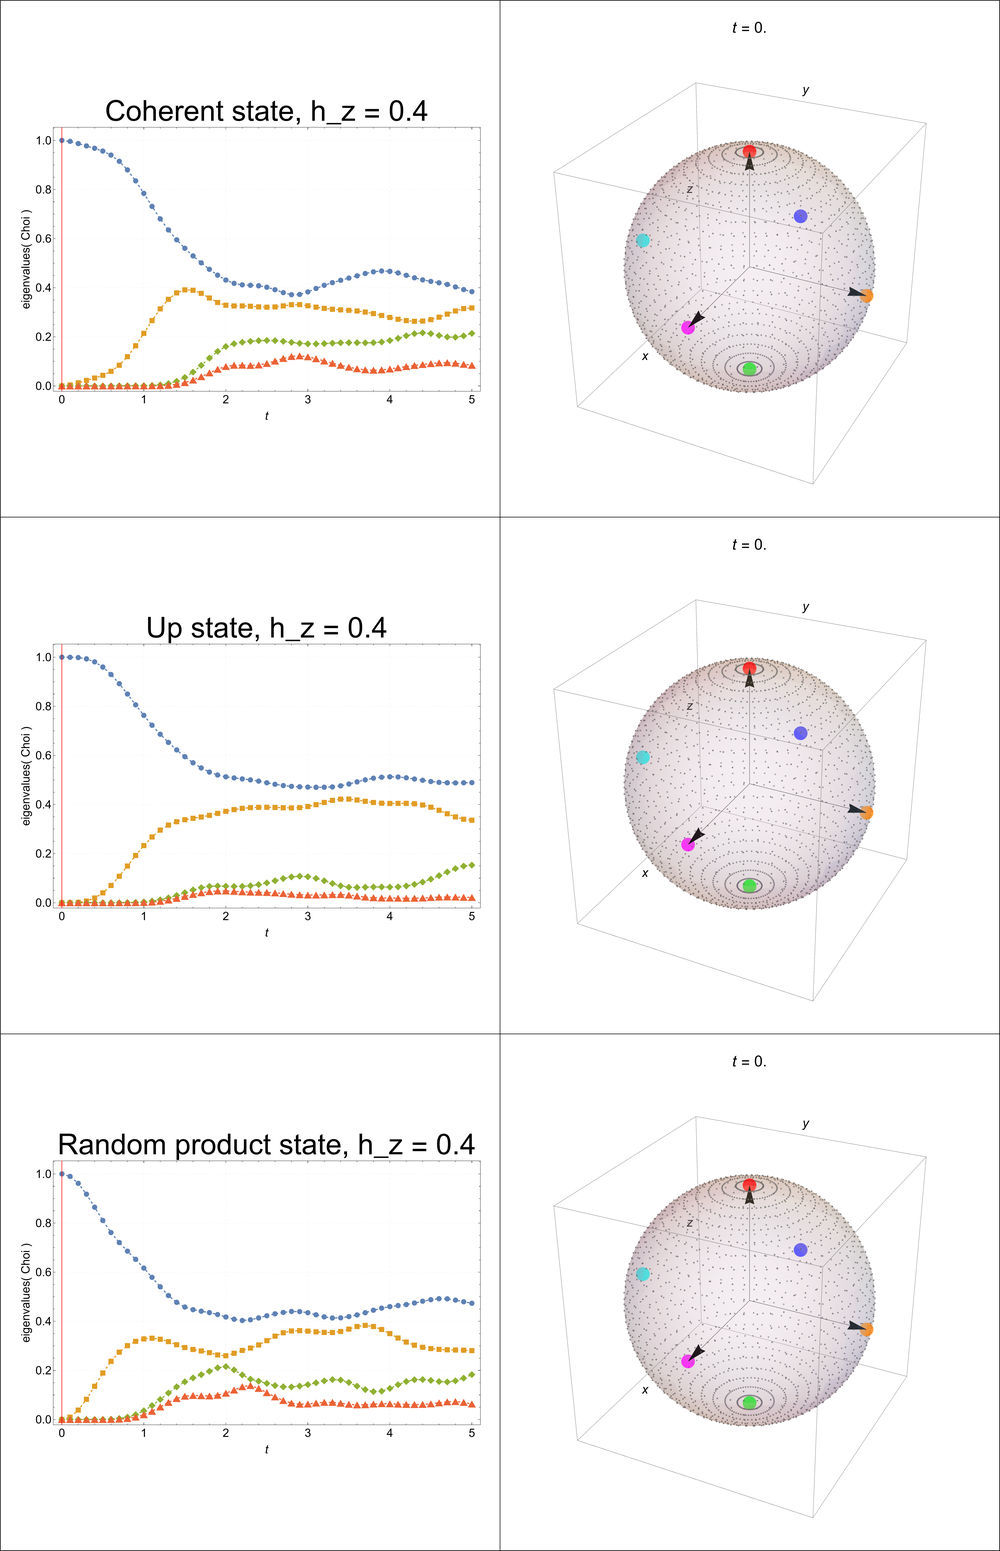 t = 0.
Coherent state, h_z = 0.4
eigenvalues( Choi )
1.0
0.8
0.6
0.4
0.2
0.0
0 1 2 3 4 5
t
y
z
x
t = 0.
Up state, h_z = 0.4
eigenvalues( Choi )
1.0
0.8
0.6
0.4
0.2
0.0
0 1 2 3 4 5
t
y
z
x
t = 0.
Random product state, h_z = 0.4
eigenvalues( Choi )
1.0
0.8
0.6
0.4
0.2
0.0
0 1 2 3 4 5
t
y
z
x